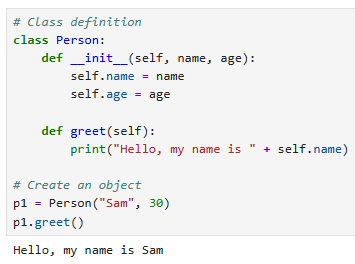 # Class definition
class Person:
    def __init__(self, name, age):
        self.name = name
        self.age = age

    def greet(self):
        print("Hello, my name is " + self.name)

# Create an object
p1 = Person("Sam", 30)
p1.greet()
Hello, my name is Sam